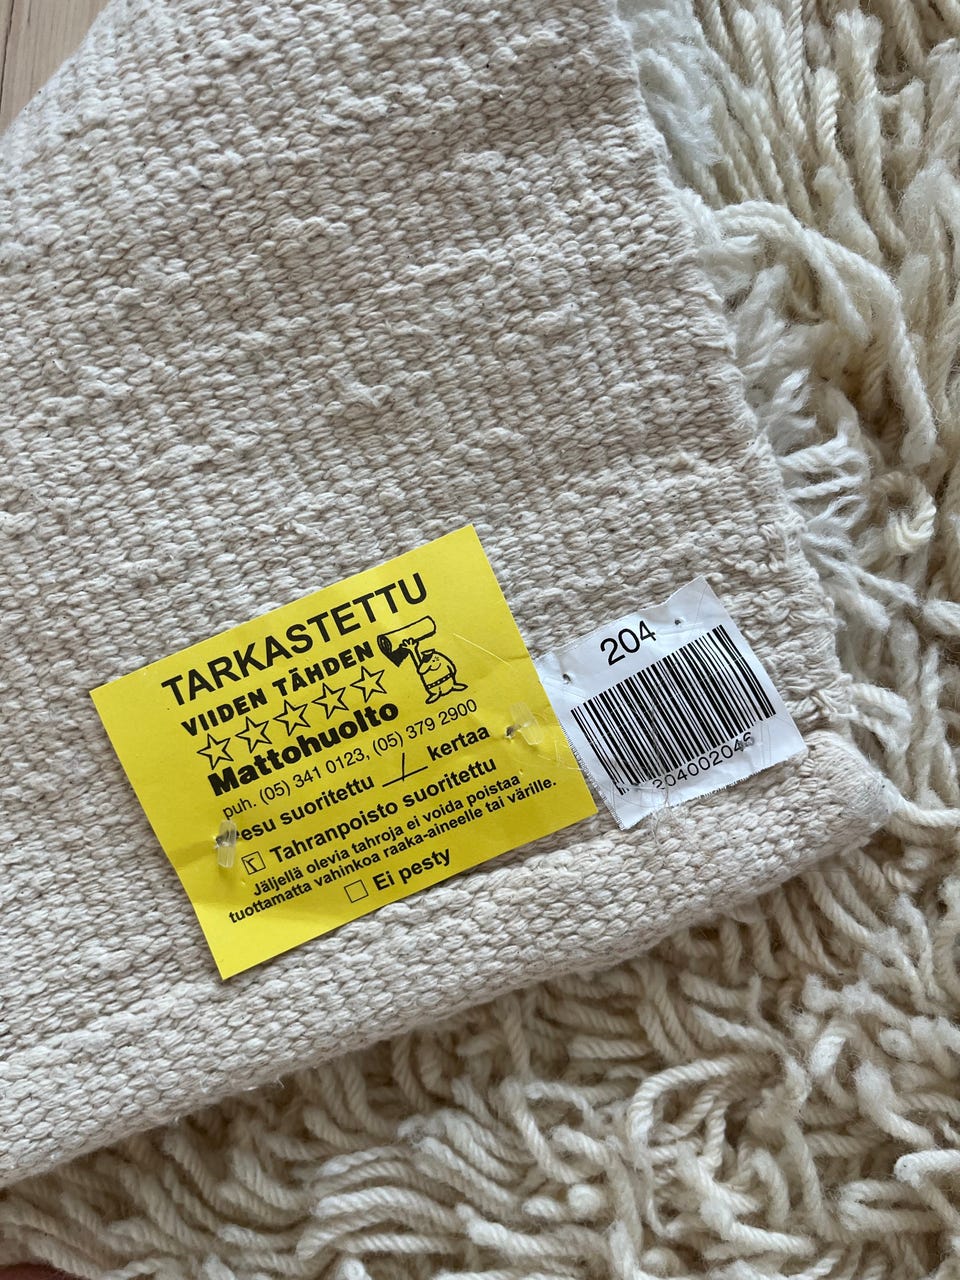 TARKASTETTU
VIIDEN TÄHDEN
Mattohuolto
puh. (05) 341 0123, (05) 379 2900
suoritettu / kertaa
Tahranpoisto suoritettu
Jäljellä olevia tahroja ei voida poistaa
tuottamatta vahinkoa raaka-aineelle tai värille.
Ei pesty
204
204002046